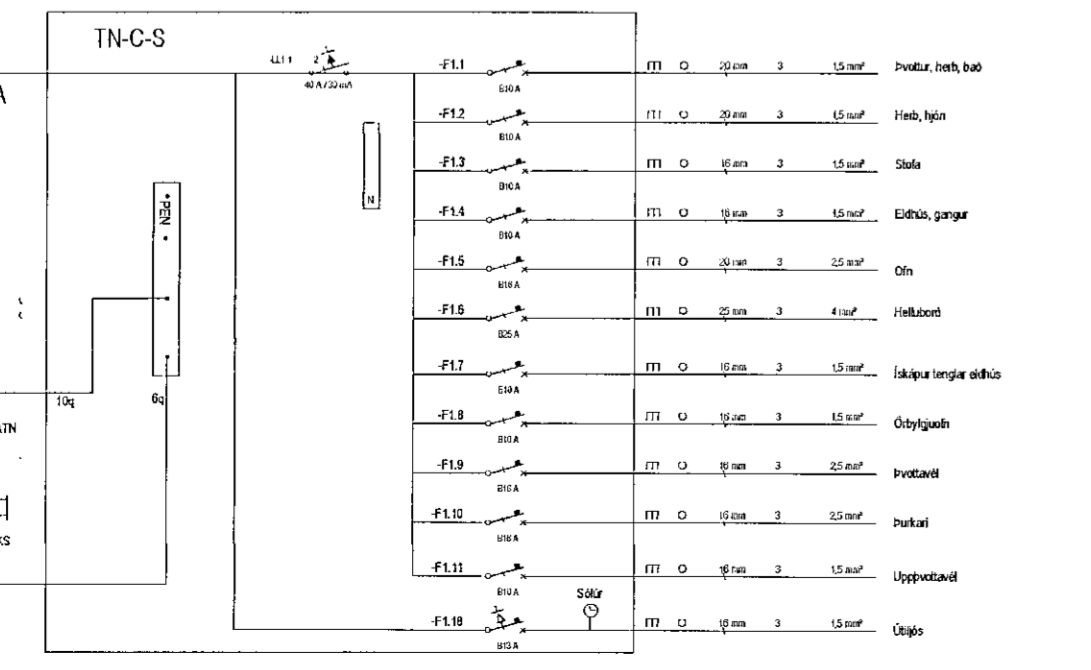 TN-C-S
2
40 A / 30 mA
N
PEN
10q
6q
ATN
KS
-F1.1 B10 A 20 mm 3 1,5 mm² Þvottur, herb, bað
-F1.2 B10 A 20 mm 3 1,5 mm² Herb, hjón
-F1.3 B10 A 16 mm 3 1,5 mm² Stofa
-F1.4 B10 A 16 mm 3 1,5 mm² Eldhús, gangur
-F1.5 B16 A 20 mm 3 2,5 mm² Ofn
-F1.6 B25 A 25 mm 3 4 mm² Helluborð
-F1.7 B10 A 16 mm 3 1,5 mm² Ískápur tenglar eldhús
-F1.8 B10 A 16 mm 3 1,5 mm² Örbylgjuofn
-F1.9 B16 A 16 mm 3 2,5 mm² Þvottavél
-F1.10 B16 A 16 mm 3 2,5 mm² Þurkari
-F1.11 B10 A 16 mm 3 1,5 mm² Uppþvottavél
Sólúr
-F1.18 B13 A 16 mm 3 1,5 mm² Útiljós